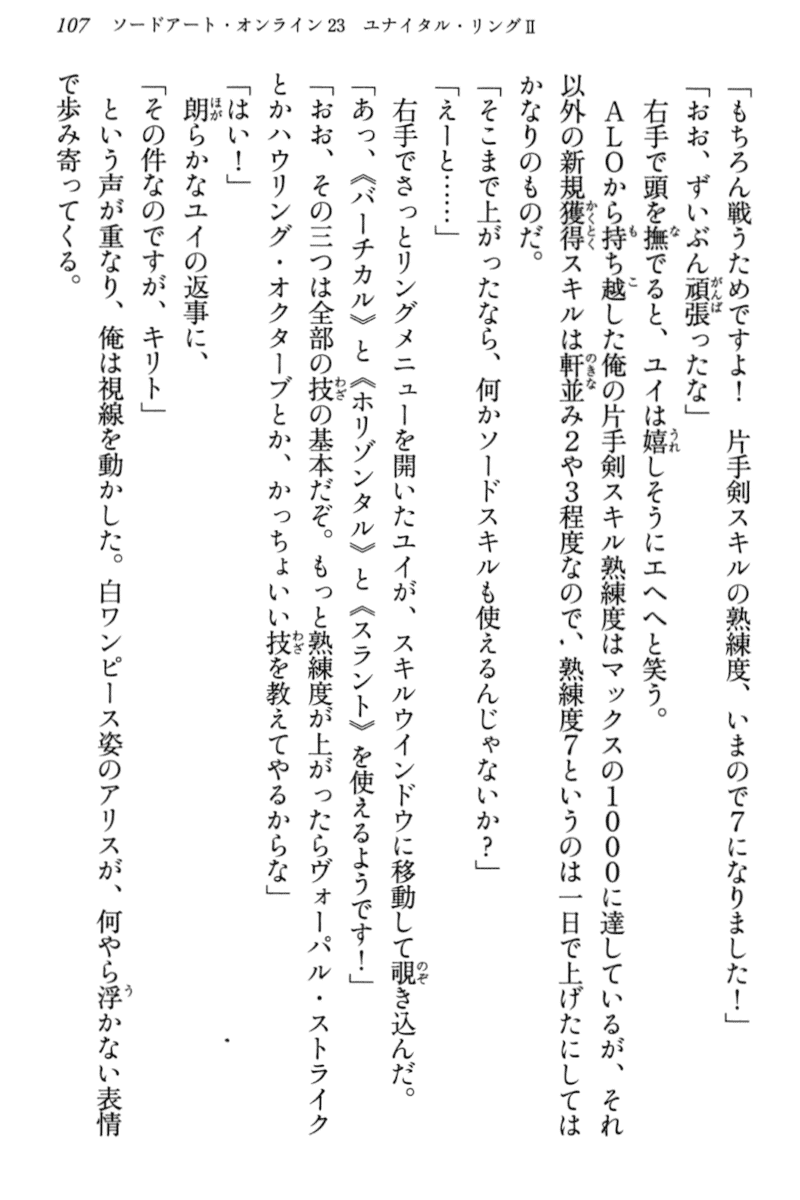 107 ソードアート・オンライン23 ユナイタル・リングⅡ
「もちろん戦うためですよ! 片手剣スキルの熟練度、いまので7になりました!」
「おお、ずいぶん頑張ったな」
右手で頭を撫でると、ユイは嬉しそうにエヘヘと笑う。
ALOから持ち越した俺の片手剣スキル熟練度はマックスの1000に達しているが、それ
以外の新規獲得スキルは軒並み2や3程度なので、熟練度7というのは一日で上げたにしては
かなりのものだ。
「そこまで上がったなら、何かソードスキルも使えるんじゃないか?」
「えーと……」
右手でさっとリングメニューを開いたユイが、スキルウインドウに移動して覗き込んだ。
「あっ、《バーチカル》と《ホリゾンタル》と《スラント》を使えるようです!」
「おお、その三つは全部の技の基本だぞ。もっと熟練度が上がったらヴォーパル・ストライク
とかハウリング・オクターブとか、かっちょいい技を教えてやるからな」
「はい!」
朗らかなユイの返事に、
「その件なのですが、キリト」
という声が重なり、俺は視線を動かした。白ワンピース姿のアリスが、何やら浮かない表情
で歩み寄ってくる。